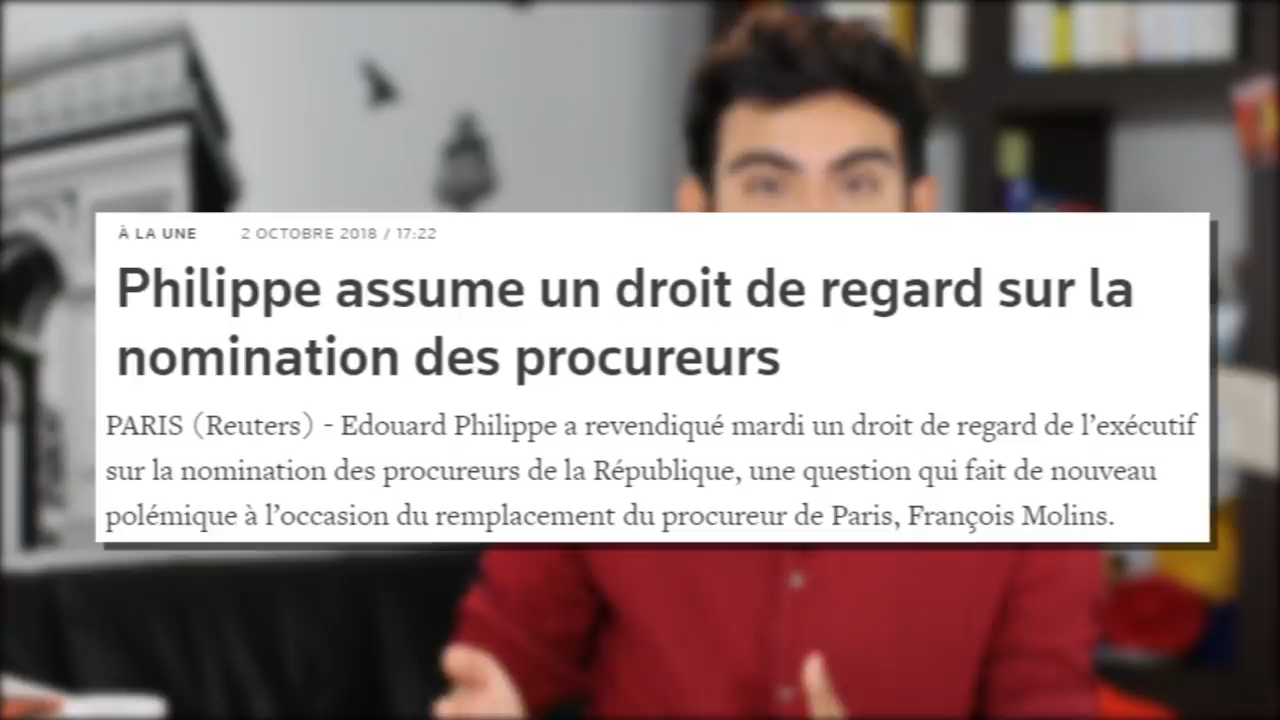 À LA UNE 2 OCTOBRE 2018 / 17:22
Philippe assume un droit de regard sur la
nomination des procureurs
PARIS (Reuters) - Edouard Philippe a revendiqué mardi un droit de regard de l’exécutif
sur la nomination des procureurs de la République, une question qui fait de nouveau
polémique à l’occasion du remplacement du procureur de Paris, François Molins.